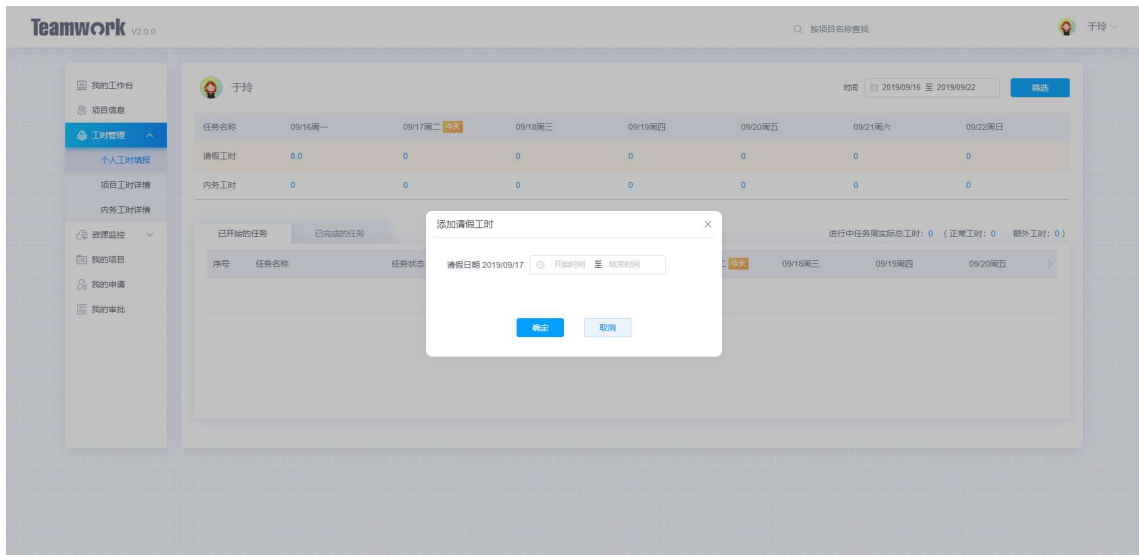 Teamwork V2.0.0 按项目名称查找 于玲
我的工作台
项目信息
工时管理
个人工时填报
项目工时详情
内务工时详情
资源监控
我的项目
我的申请
我的审批
于玲 时间 2019/09/16 至 2019/09/22 筛选
任务名称 09/16周一 09/17周二 今天 09/18周三 09/19周四 09/20周五 09/21周六 09/22周日
请假工时 8.0 0 0 0 0 0 0
内务工时 0 0 0 0 0 0 0
已开始的任务 已完成的任务 进行中任务周实际总工时: 0 (正常工时: 0 额外工时: 0)
序号 任务名称 任务状态 二 今天 09/18周三 09/19周四 09/20周五
添加请假工时
请假日期 2019/09/17 开始时间 至 结束时间
确定 取消